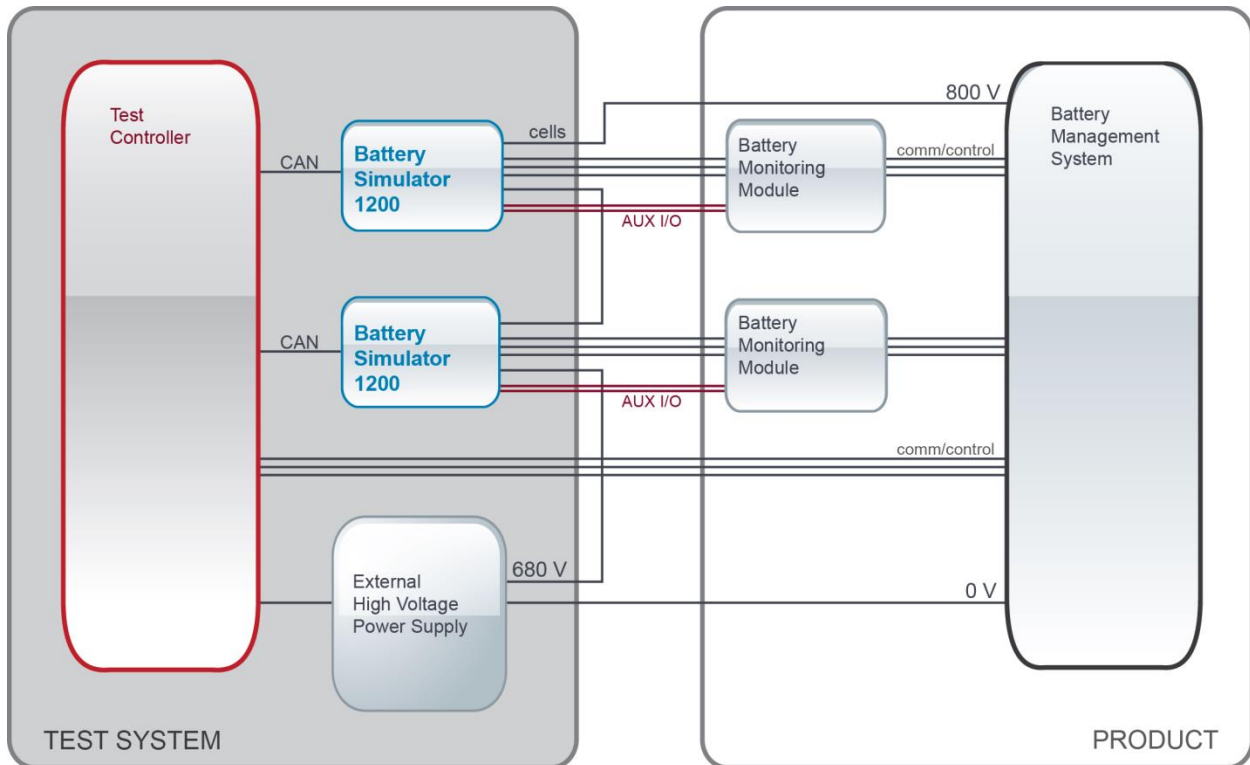 800 V
Test
Controller
cells
Battery
Management
System
CAN
Battery
Simulator
1200
Battery
Monitoring
Module
comm/control
AUX I/O
CAN
Battery
Simulator
1200
Battery
Monitoring
Module
AUX I/O
comm/control
680 V
External
High Voltage
Power Supply
0 V
TEST SYSTEM
PRODUCT